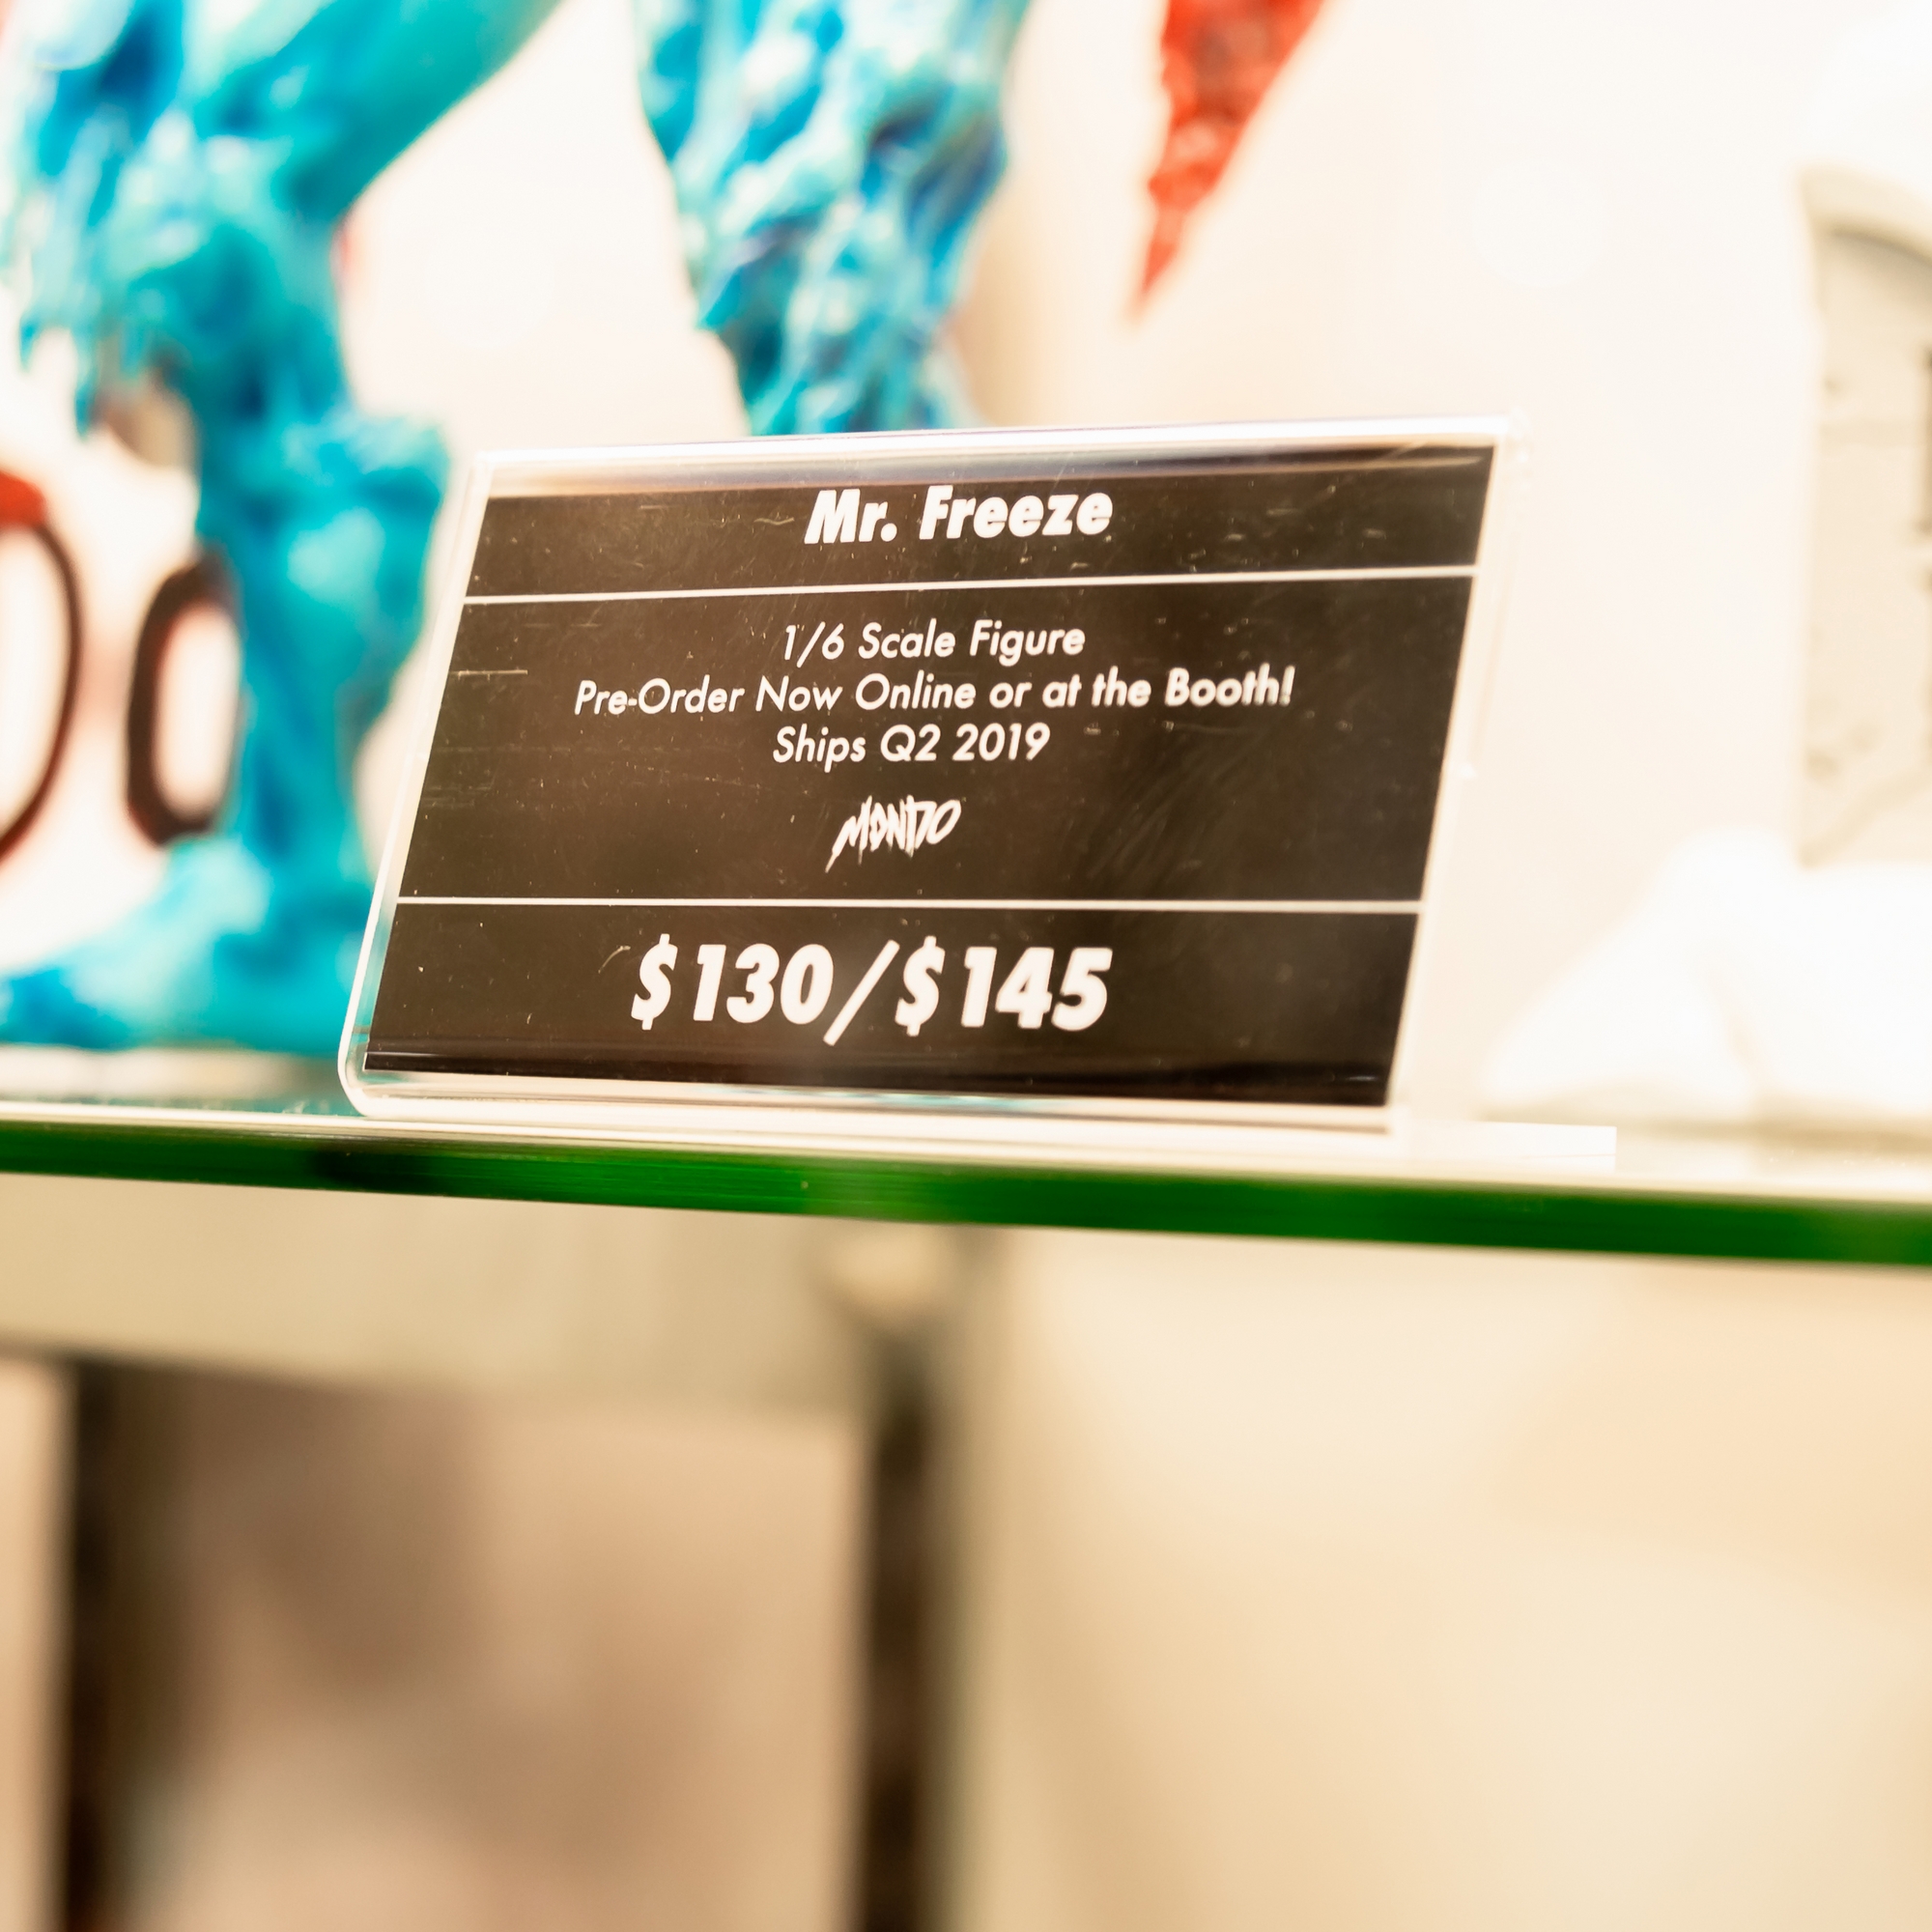 Mr. Freeze
1/6 Scale Figure
Pre-Order Now Online or at the Booth!
Ships Q2 2019
MONDO
$130/$145